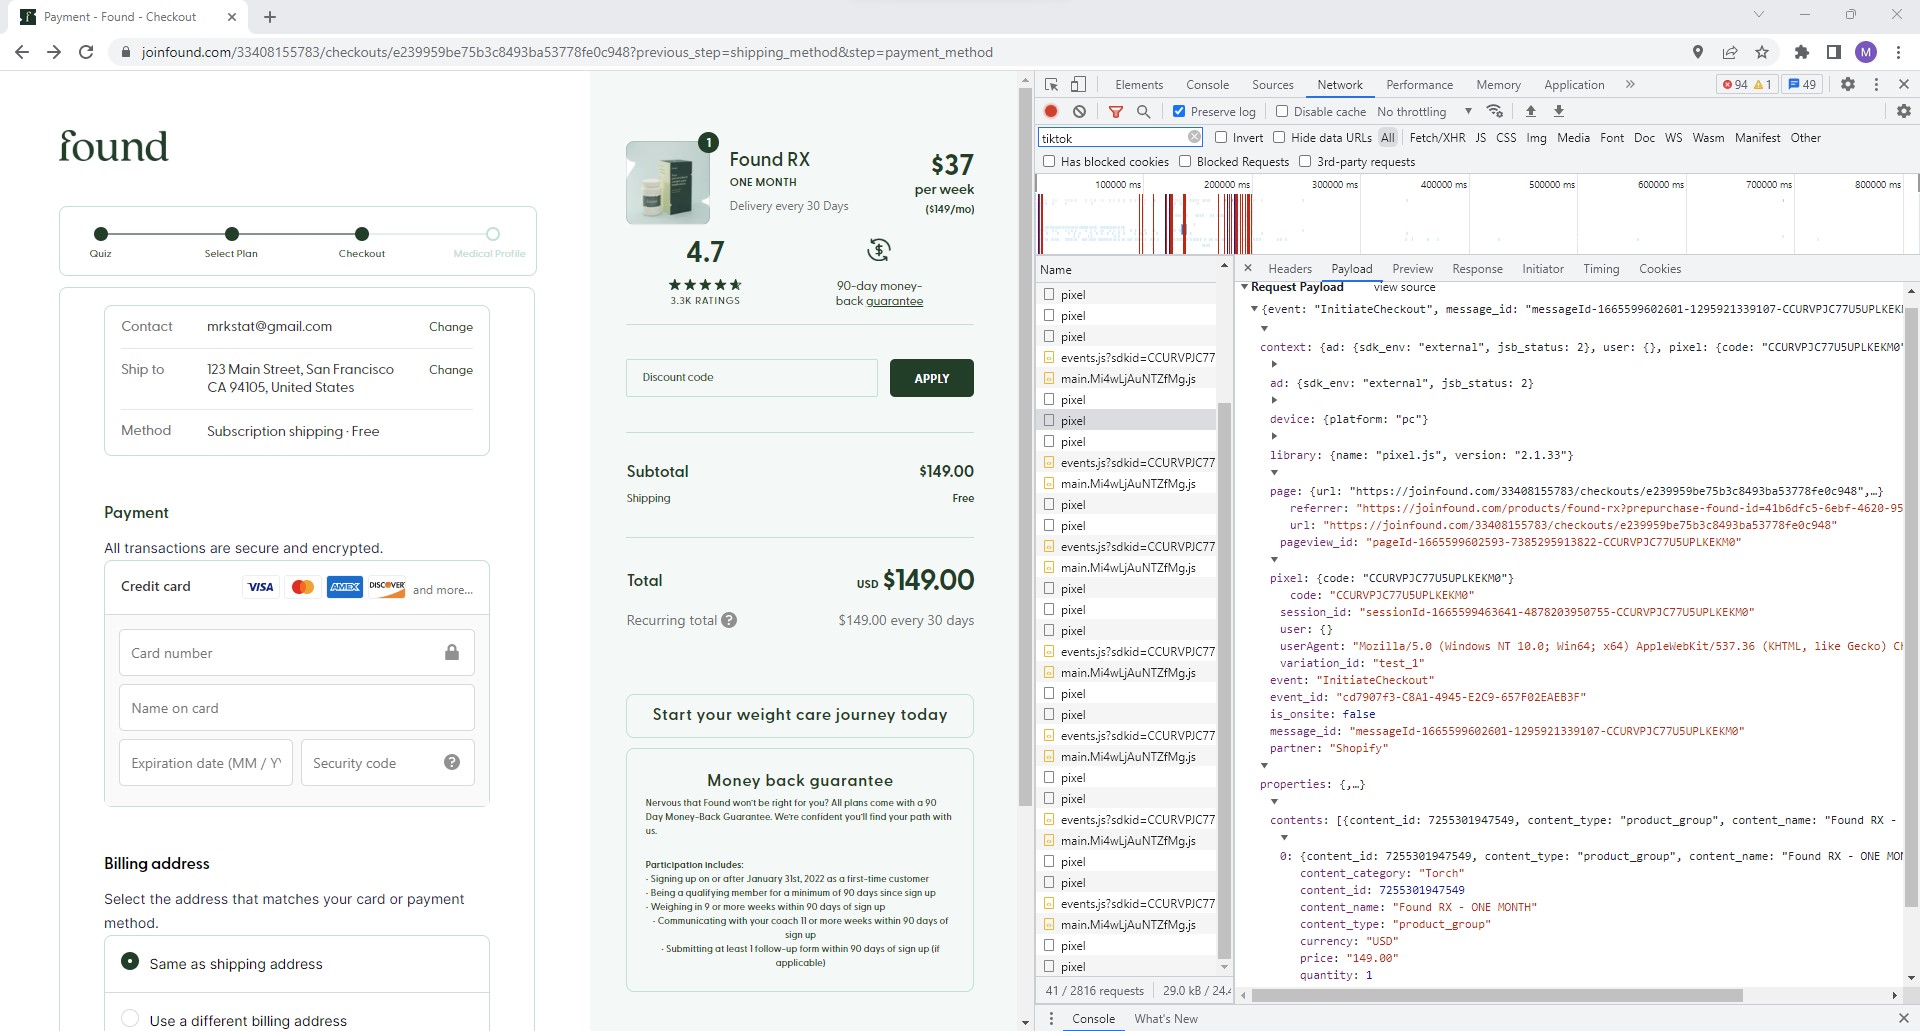 Payment - Found - Checkout
joinfound.com/33408155783/checkouts/e239959be75b3c8493ba53778fe0c948?previous_step=shipping_method&step=payment_method
M
found
Quiz
Select Plan
Checkout
Medical Profile
Contact mrkstat@gmail.com Change
Ship to 123 Main Street, San Francisco Change
CA 94105, United States
Method Subscription shipping · Free
Payment
All transactions are secure and encrypted.
Credit card VISA AMEX DISCOVER and more...
Card number
Name on card
Expiration date (MM / Y
Security code
Billing address
Select the address that matches your card or payment
method.
Same as shipping address
Use a different billing address
1
Found RX
ONE MONTH
Delivery every 30 Days
$37
per week
($149/mo)
4.7
3.3K RATINGS
90-day money-
back guarantee
Discount code
APPLY
Subtotal $149.00
Shipping Free
Total USD $149.00
Recurring total $149.00 every 30 days
Start your weight care journey today
Money back guarantee
Nervous that Found won't be right for you? All plans come with a 90
Day Money-Back Guarantee. We're confident you'll find your path with
us.
Participation includes:
- Signing up on or after January 31st, 2022 as a first-time customer
- Being a qualifying member for a minimum of 90 days since sign up
- Weighing in 9 or more weeks within 90 days of sign up
- Communicating with your coach 11 or more weeks within 90 days of
sign up
- Submitting at least 1 follow-up form within 90 days of sign up (if
applicable)
Elements Console Sources Network Performance Memory Application 94 1 49
Preserve log Disable cache No throttling
tiktok Invert Hide data URLs All Fetch/XHR JS CSS Img Media Font Doc WS Wasm Manifest Other
Has blocked cookies Blocked Requests 3rd-party requests
100000 ms 200000 ms 300000 ms 400000 ms 500000 ms 600000 ms 700000 ms 800000 ms
Name
pixel
pixel
pixel
events.js?sdkid=CCURVPJC77
main.Mi4wLjAuNTZfMg.js
pixel
pixel
pixel
events.js?sdkid=CCURVPJC77
main.Mi4wLjAuNTZfMg.js
pixel
pixel
events.js?sdkid=CCURVPJC77
main.Mi4wLjAuNTZfMg.js
pixel
pixel
pixel
events.js?sdkid=CCURVPJC77
main.Mi4wLjAuNTZfMg.js
pixel
pixel
events.js?sdkid=CCURVPJC77
main.Mi4wLjAuNTZfMg.js
pixel
pixel
events.js?sdkid=CCURVPJC77
main.Mi4wLjAuNTZfMg.js
pixel
pixel
events.js?sdkid=CCURVPJC77
main.Mi4wLjAuNTZfMg.js
pixel
pixel
41 / 2816 requests 29.0 kB / 24.
Headers Payload Preview Response Initiator Timing Cookies
Request Payload view source
{event: "InitiateCheckout", message_id: "messageId-1665599602601-1295921339107-CCURVPJC77U5UPLKEK
context: {ad: {sdk_env: "external", jsb_status: 2}, user: {}, pixel: {code: "CCURVPJC77U5UPLKEKM0"
ad: {sdk_env: "external", jsb_status: 2}
device: {platform: "pc"}
library: {name: "pixel.js", version: "2.1.33"}
page: {url: "https://joinfound.com/33408155783/checkouts/e239959be75b3c8493ba53778fe0c948",…}
referrer: "https://joinfound.com/products/found-rx?prepurchase-found-id=41b6dfc5-6ebf-4620-95
url: "https://joinfound.com/33408155783/checkouts/e239959be75b3c8493ba53778fe0c948"
pageview_id: "pageId-1665599602593-7385295913822-CCURVPJC77U5UPLKEKM0"
pixel: {code: "CCURVPJC77U5UPLKEKM0"}
code: "CCURVPJC77U5UPLKEKM0"
session_id: "sessionId-1665599463641-4878203950755-CCURVPJC77U5UPLKEKM0"
user: {}
userAgent: "Mozilla/5.0 (Windows NT 10.0; Win64; x64) AppleWebKit/537.36 (KHTML, like Gecko) Ch
variation_id: "test_1"
event: "InitiateCheckout"
event_id: "cd7907f3-C8A1-4945-E2C9-657F02EAEB3F"
is_onsite: false
message_id: "messageId-1665599602601-1295921339107-CCURVPJC77U5UPLKEKM0"
partner: "Shopify"
properties: {,…}
contents: [{content_id: 7255301947549, content_type: "product_group", content_name: "Found RX -
0: {content_id: 7255301947549, content_type: "product_group", content_name: "Found RX - ONE MON
content_category: "Torch"
content_id: 7255301947549
content_name: "Found RX - ONE MONTH"
content_type: "product_group"
currency: "USD"
price: "149.00"
quantity: 1
Console What's New